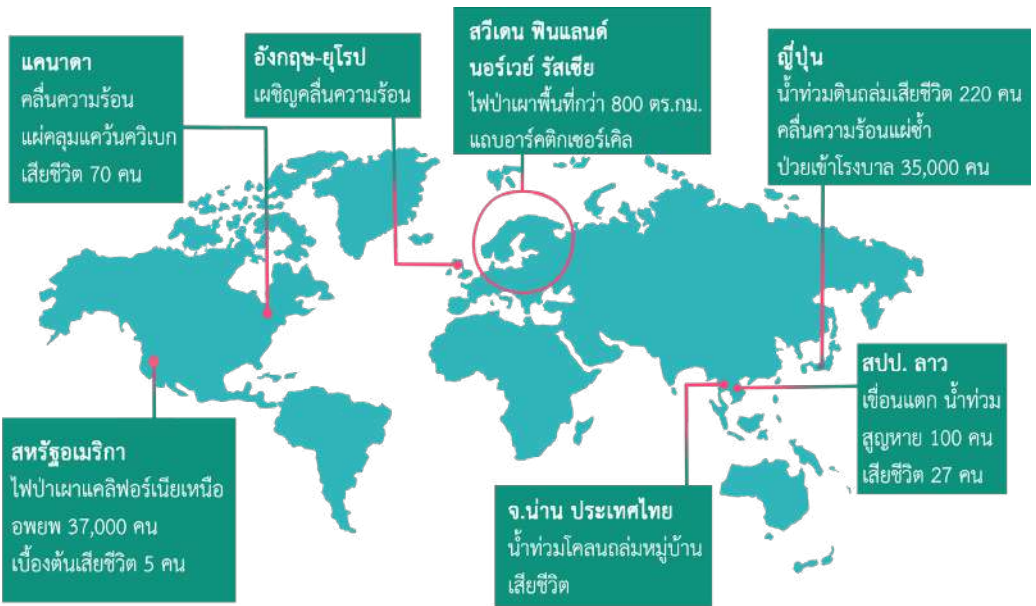 แคนาดา
คลื่นความร้อน
แผ่คลุมแคว้นควิเบก
เสียชีวิต 70 คน
อังกฤษ-ยุโรป
เผชิญคลื่นความร้อน
สวีเดน ฟินแลนด์
นอร์เวย์ รัสเซีย
ไฟป่าเผาพื้นที่กว่า 800 ตร.กม.
แถบอาร์คติกเซอร์เคิล
ญี่ปุ่น
น้ำท่วมดินถล่มเสียชีวิต 220 คน
คลื่นความร้อนแผ่ซ้ำ
ป่วยเข้าโรงบาล 35,000 คน
สหรัฐอเมริกา
ไฟป่าเผาแคลิฟอร์เนียเหนือ
อพยพ 37,000 คน
เบื้องต้นเสียชีวิต 5 คน
จ.น่าน ประเทศไทย
น้ำท่วมโคลนถล่มหมู่บ้าน
เสียชีวิต
สปป. ลาว
เขื่อนแตก น้ำท่วม
สูญหาย 100 คน
เสียชีวิต 27 คน